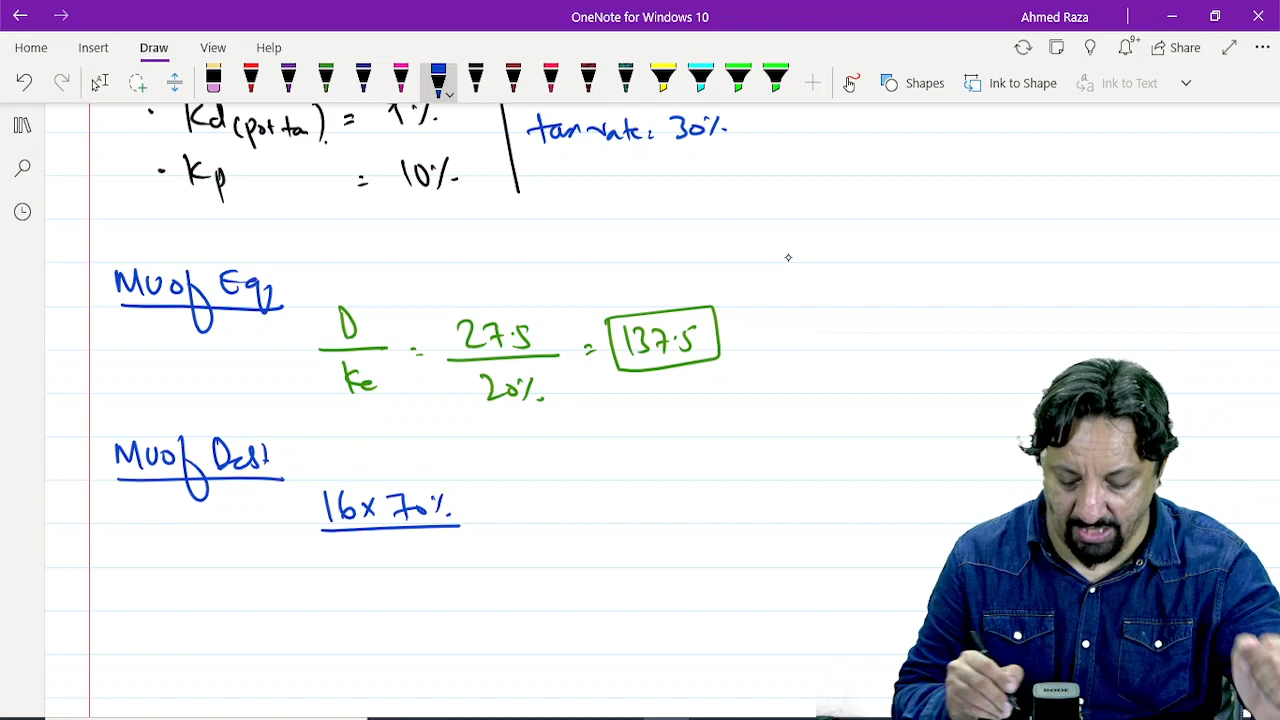 OneNote for Windows 10
Ahmed Raza
Home Insert Draw View Help
9+
Share
Shapes
Ink to Shape
Ink to Text
Kd (post tax) =
tax rate: 30%
· Kp = 10%
MV of Eq
D / Ke = 27.5 / 20% = 137.5
MV of Debt
16 x 70%
RODE